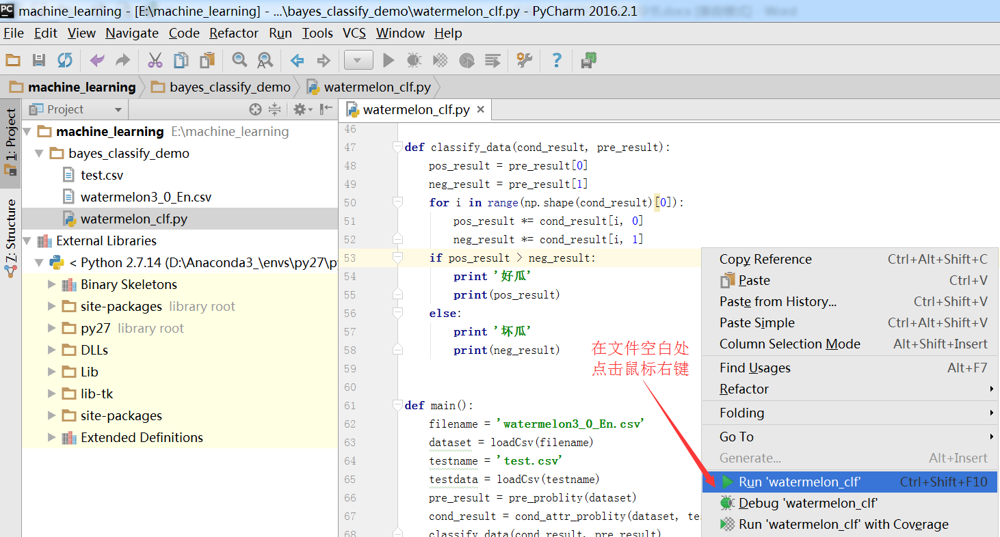 machine_learning - [E:\machine_learning] - ...\bayes_classify_demo\watermelon_clf.py - PyCharm 2016.2.1
File Edit View Navigate Code Refactor Run Tools VCS Window Help
machine_learning bayes_classify_demo watermelon_clf.py
1: Project
7: Structure
Project
machine_learning E:\machine_learning
bayes_classify_demo
test.csv
watermelon3_0_En.csv
watermelon_clf.py
External Libraries
< Python 2.7.14 (D:\Anaconda3_\envs\py27\py
Binary Skeletons
site-packages library root
py27 library root
DLLs
Lib
lib-tk
site-packages
Extended Definitions
watermelon_clf.py
46
47 def classify_data(cond_result, pre_result):
48 pos_result = pre_result[0]
49 neg_result = pre_result[1]
50 for i in range(np.shape(cond_result)[0]):
51 pos_result *= cond_result[i, 0]
52 neg_result *= cond_result[i, 1]
53 if pos_result > neg_result:
54 print '好瓜'
55 print(pos_result)
56 else:
57 print '坏瓜'
58 print(neg_result)
59
60
61 def main():
62 filename = 'watermelon3_0_En.csv'
63 dataset = loadCsv(filename)
64 testname = 'test.csv'
65 testdata = loadCsv(testname)
66 pre_result = pre_problity(dataset)
67 cond_result = cond_attr_problity(dataset, te
68 classify_data(cond_result, pre_result)
在文件空白处
点击鼠标右键
Copy Reference Ctrl+Alt+Shift+C
Paste Ctrl+V
Paste from History... Ctrl+Shift+V
Paste Simple Ctrl+Alt+Shift+V
Column Selection Mode Alt+Shift+Insert
Find Usages Alt+F7
Refactor
Folding
Go To
Generate... Alt+Insert
Run 'watermelon_clf' Ctrl+Shift+F10
Debug 'watermelon_clf'
Run 'watermelon_clf' with Coverage